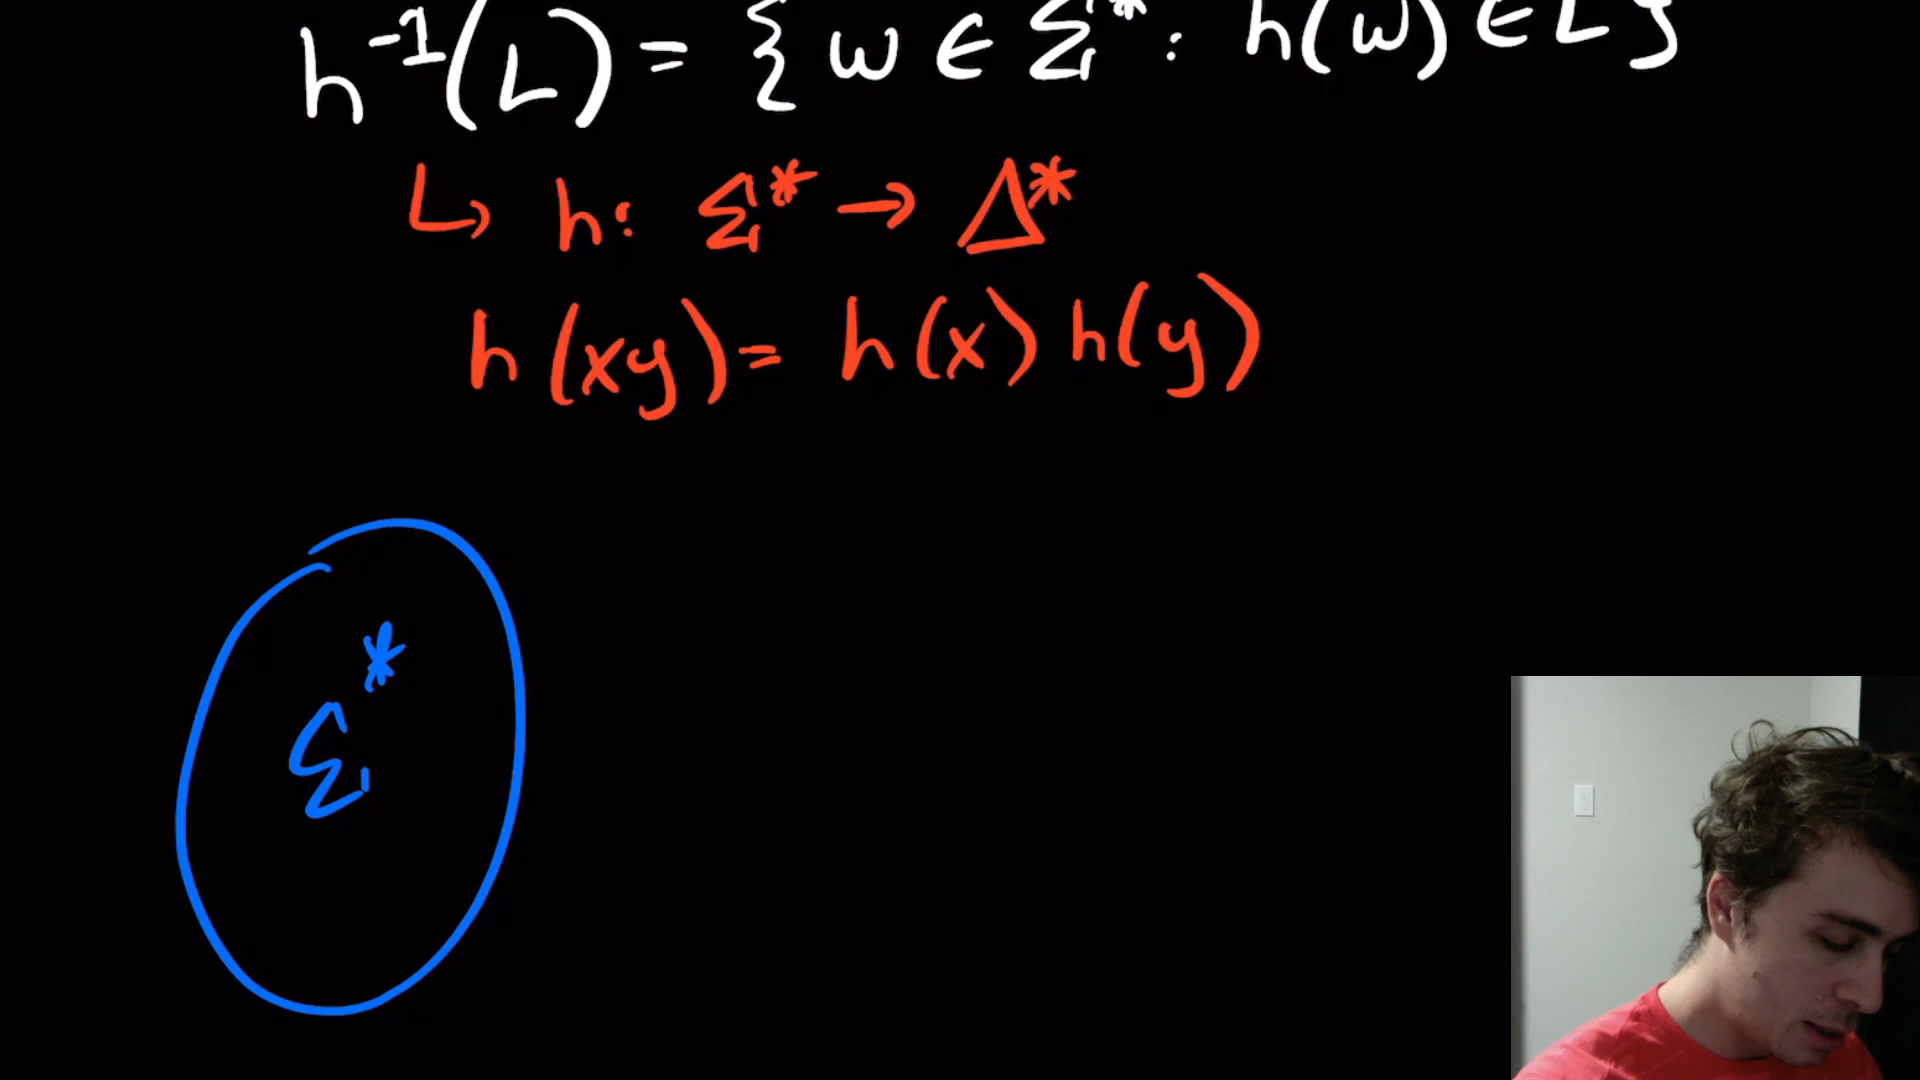 h⁻¹(L) = { w ∈ Σ* : h(w) ∈ L }
↳ h: Σ* → Δ*
h(xy) = h(x) h(y)
Σ*